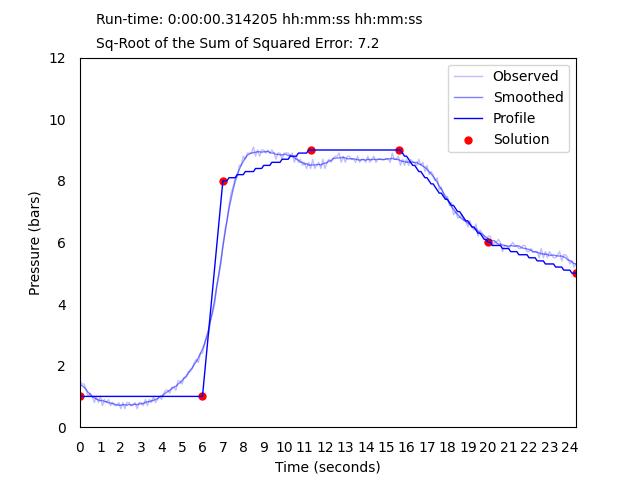 Run-time: 0:00:00.314205 hh:mm:ss hh:mm:ss
Sq-Root of the Sum of Squared Error: 7.2
12
10
8
6
4
2
0
Pressure (bars)
Observed
Smoothed
Profile
Solution
0 1 2 3 4 5 6 7 8 9 10 11 12 13 14 15 16 17 18 19 20 21 22 23 24
Time (seconds)